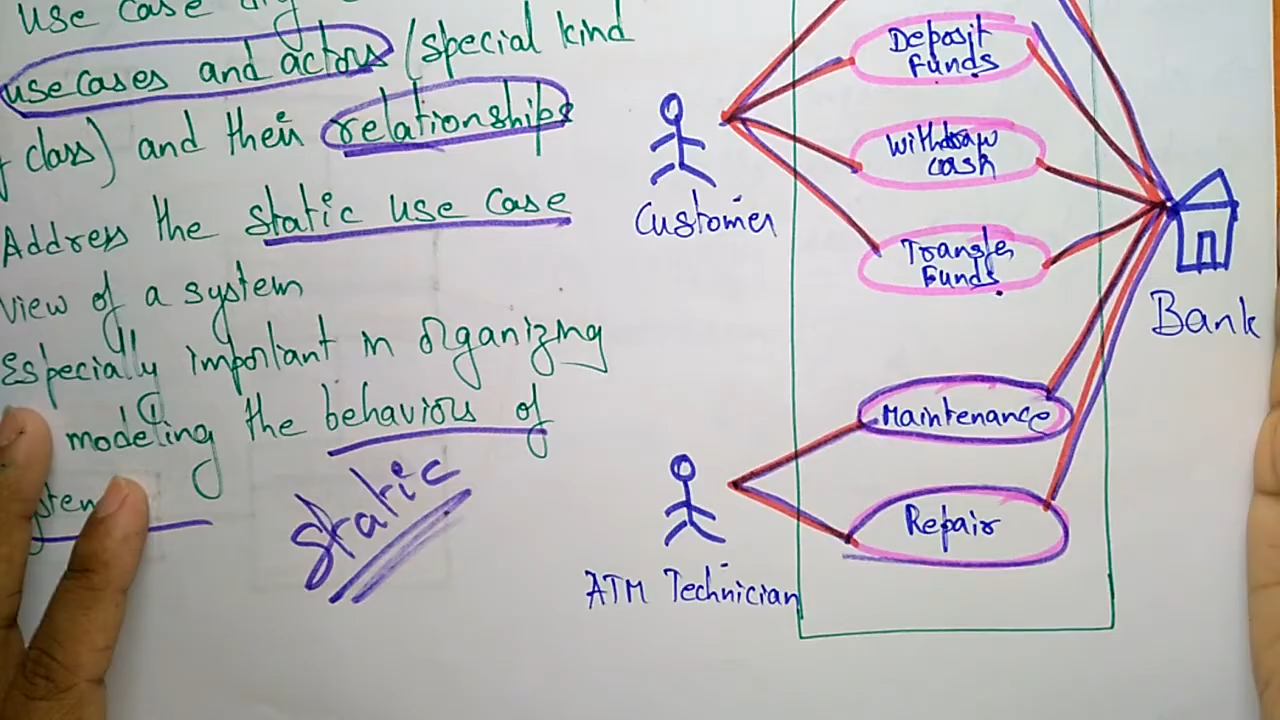 use case
use cases and actors (special kind
class) and their relationships
Address the static use case
view of a system
Especially important in organizing
modeling the behaviors of
static
Deposit
Funds
Withdraw
cash
Transfer
Funds
Customer
Bank
Maintenance
Repair
ATM Technician